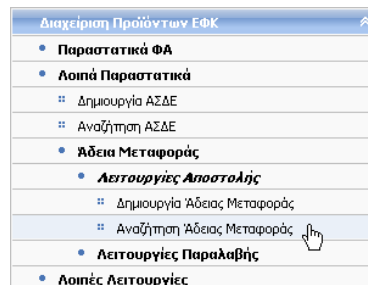 Διαχείριση Προϊόντων ΕΦΚ
Παραστατικά ΦΑ
Λοιπά Παραστατικά
Δημιουργία ΑΣΔΕ
Αναζήτηση ΑΣΔΕ
Άδεια Μεταφοράς
Λειτουργίες Αποστολής
Δημιουργία Άδειας Μεταφοράς
Αναζήτηση Άδειας Μεταφοράς
Λειτουργίες Παραλαβής
Λοιπές Λειτουργίες